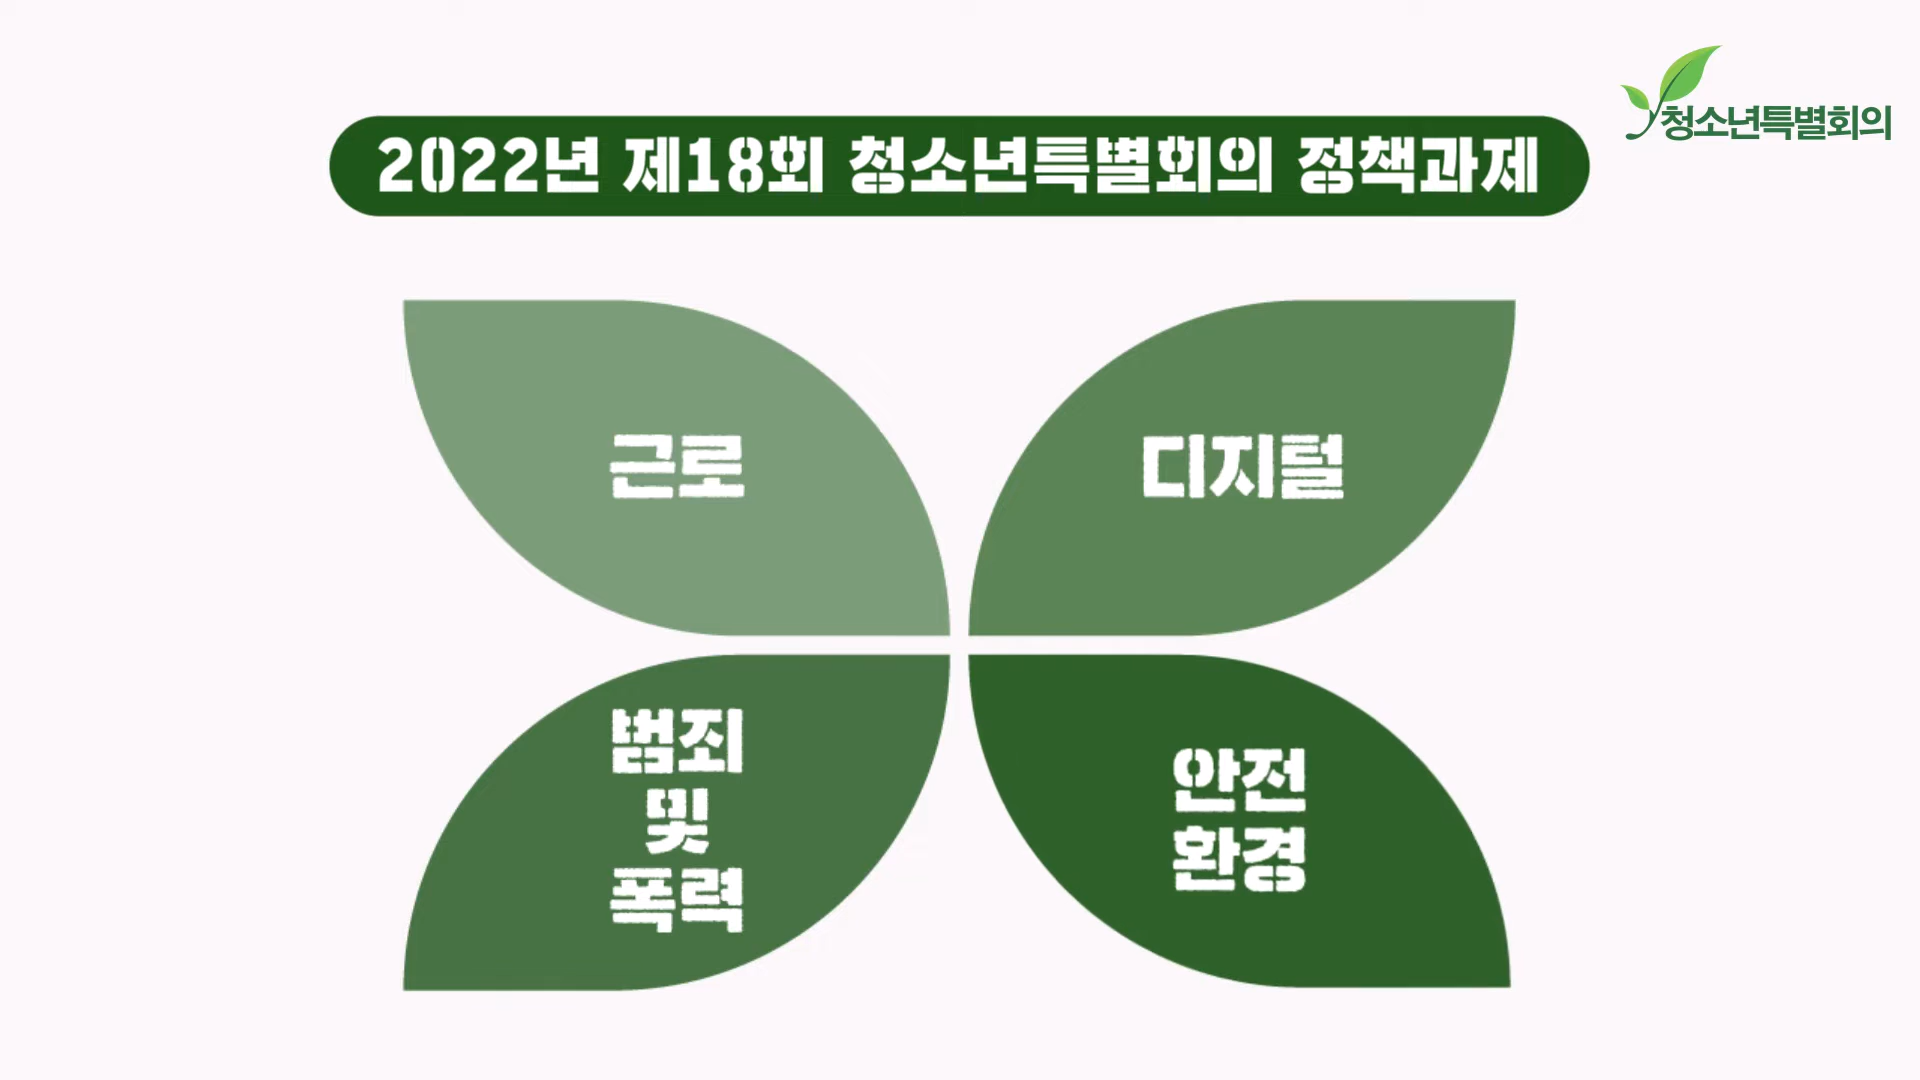 청소년특별회의
2022년 제18회 청소년특별회의 정책과제
근로
디지털
범죄
및
폭력
안전
환경